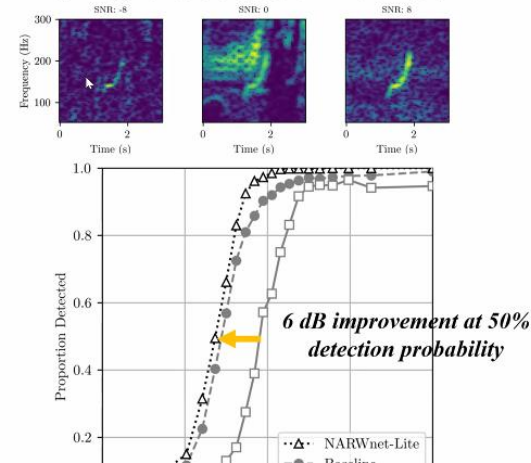 SNR: -8
SNR: 0
SNR: 8
Frequency (Hz)
300
200
100
0
2
0
2
0
2
Time (s)
Time (s)
Time (s)
Proportion Detected
1.0
0.8
0.6
0.4
0.2
6 dB improvement at 50%
detection probability
NARWnet-Lite